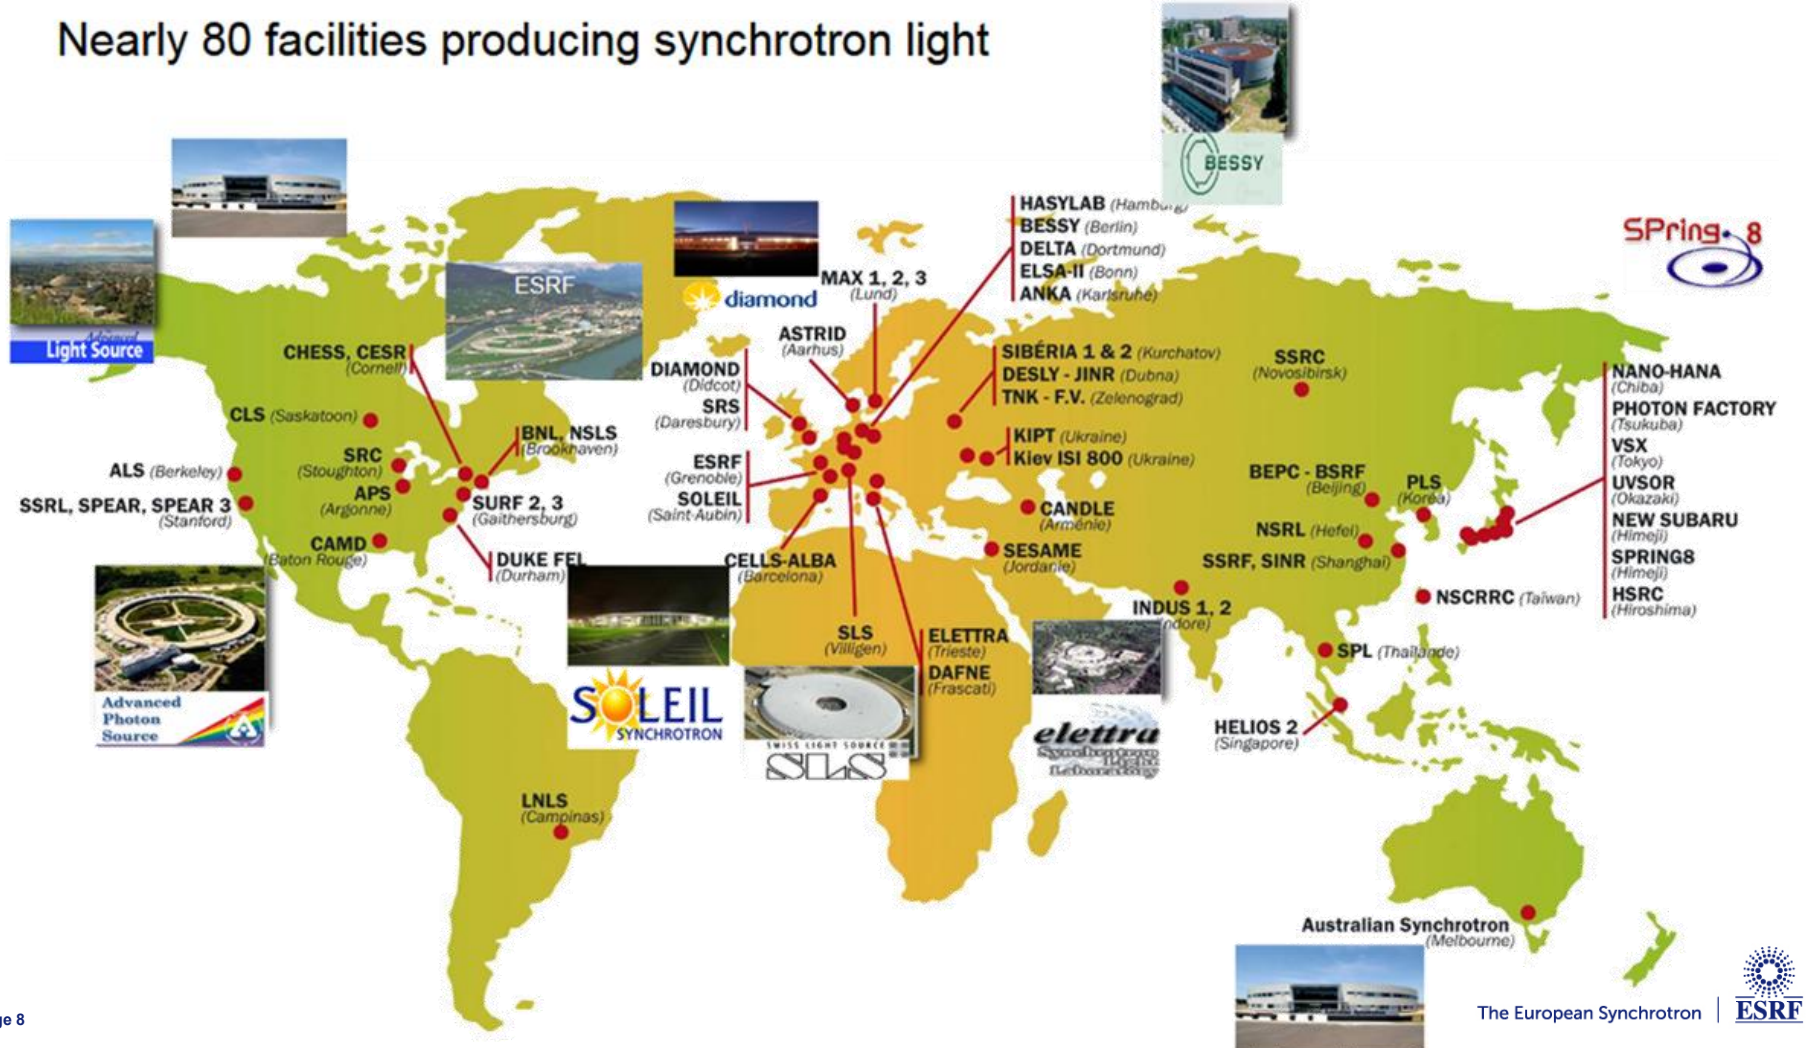 Nearly 80 facilities producing synchrotron light
BESSY
HASYLAB (Hamburg)
BESSY (Berlin)
DELTA (Dortmund)
ELSA-II (Bonn)
ANKA (Karlsruhe)
SPring. 8
ESRF
diamond
MAX 1, 2, 3
(Lund)
ASTRID
(Aarhus)
Advanced
Light Source
CHESS, CESR
(Cornell)
DIAMOND
(Didcot)
SRS
(Daresbury)
SIBÉRIA 1 & 2 (Kurchatov)
DESLY - JINR (Dubna)
TNK - F.V. (Zelenograd)
SSRC
(Novosibirsk)
NANO-HANA
(Chiba)
PHOTON FACTORY
(Tsukuba)
VSX
(Tokyo)
UVSOR
(Okazaki)
NEW SUBARU
(Himeji)
SPRING8
(Himeji)
HSRC
(Hiroshima)
CLS (Saskatoon)
BNL, NSLS
(Brookhaven)
KIPT (Ukraine)
Kiev ISI 800 (Ukraine)
SRC
(Stoughton)
ALS (Berkeley)
ESRF
(Grenoble)
SOLEIL
(Saint-Aubin)
BEPC - BSRF
(Beijing)
PLS
(Korea)
APS
(Argonne)
SSRL, SPEAR, SPEAR 3
(Stanford)
SURF 2, 3
(Gaithersburg)
CANDLE
(Arménie)
NSRL (Hefei)
CAMD
(Baton Rouge)
DUKE FEL
(Durham)
CELLS-ALBA
(Barcelona)
SESAME
(Jordanie)
SSRF, SINR (Shanghai)
INDUS 1, 2
ndore)
NSCRRC (Taïwan)
SLS
(Villigen)
ELETTRA
(Trieste)
DAFNE
(Frascati)
SPL (Thaïlande)
Advanced
Photon
Source
SOLEIL
SYNCHROTRON
SWISS LIGHT SOURCE
SLS
elettra
Synchrotron
Light
Laboratory
HELIOS 2
(Singapore)
LNLS
(Campinas)
Australian Synchrotron
(Melbourne)
ge 8
The European Synchrotron
ESRF